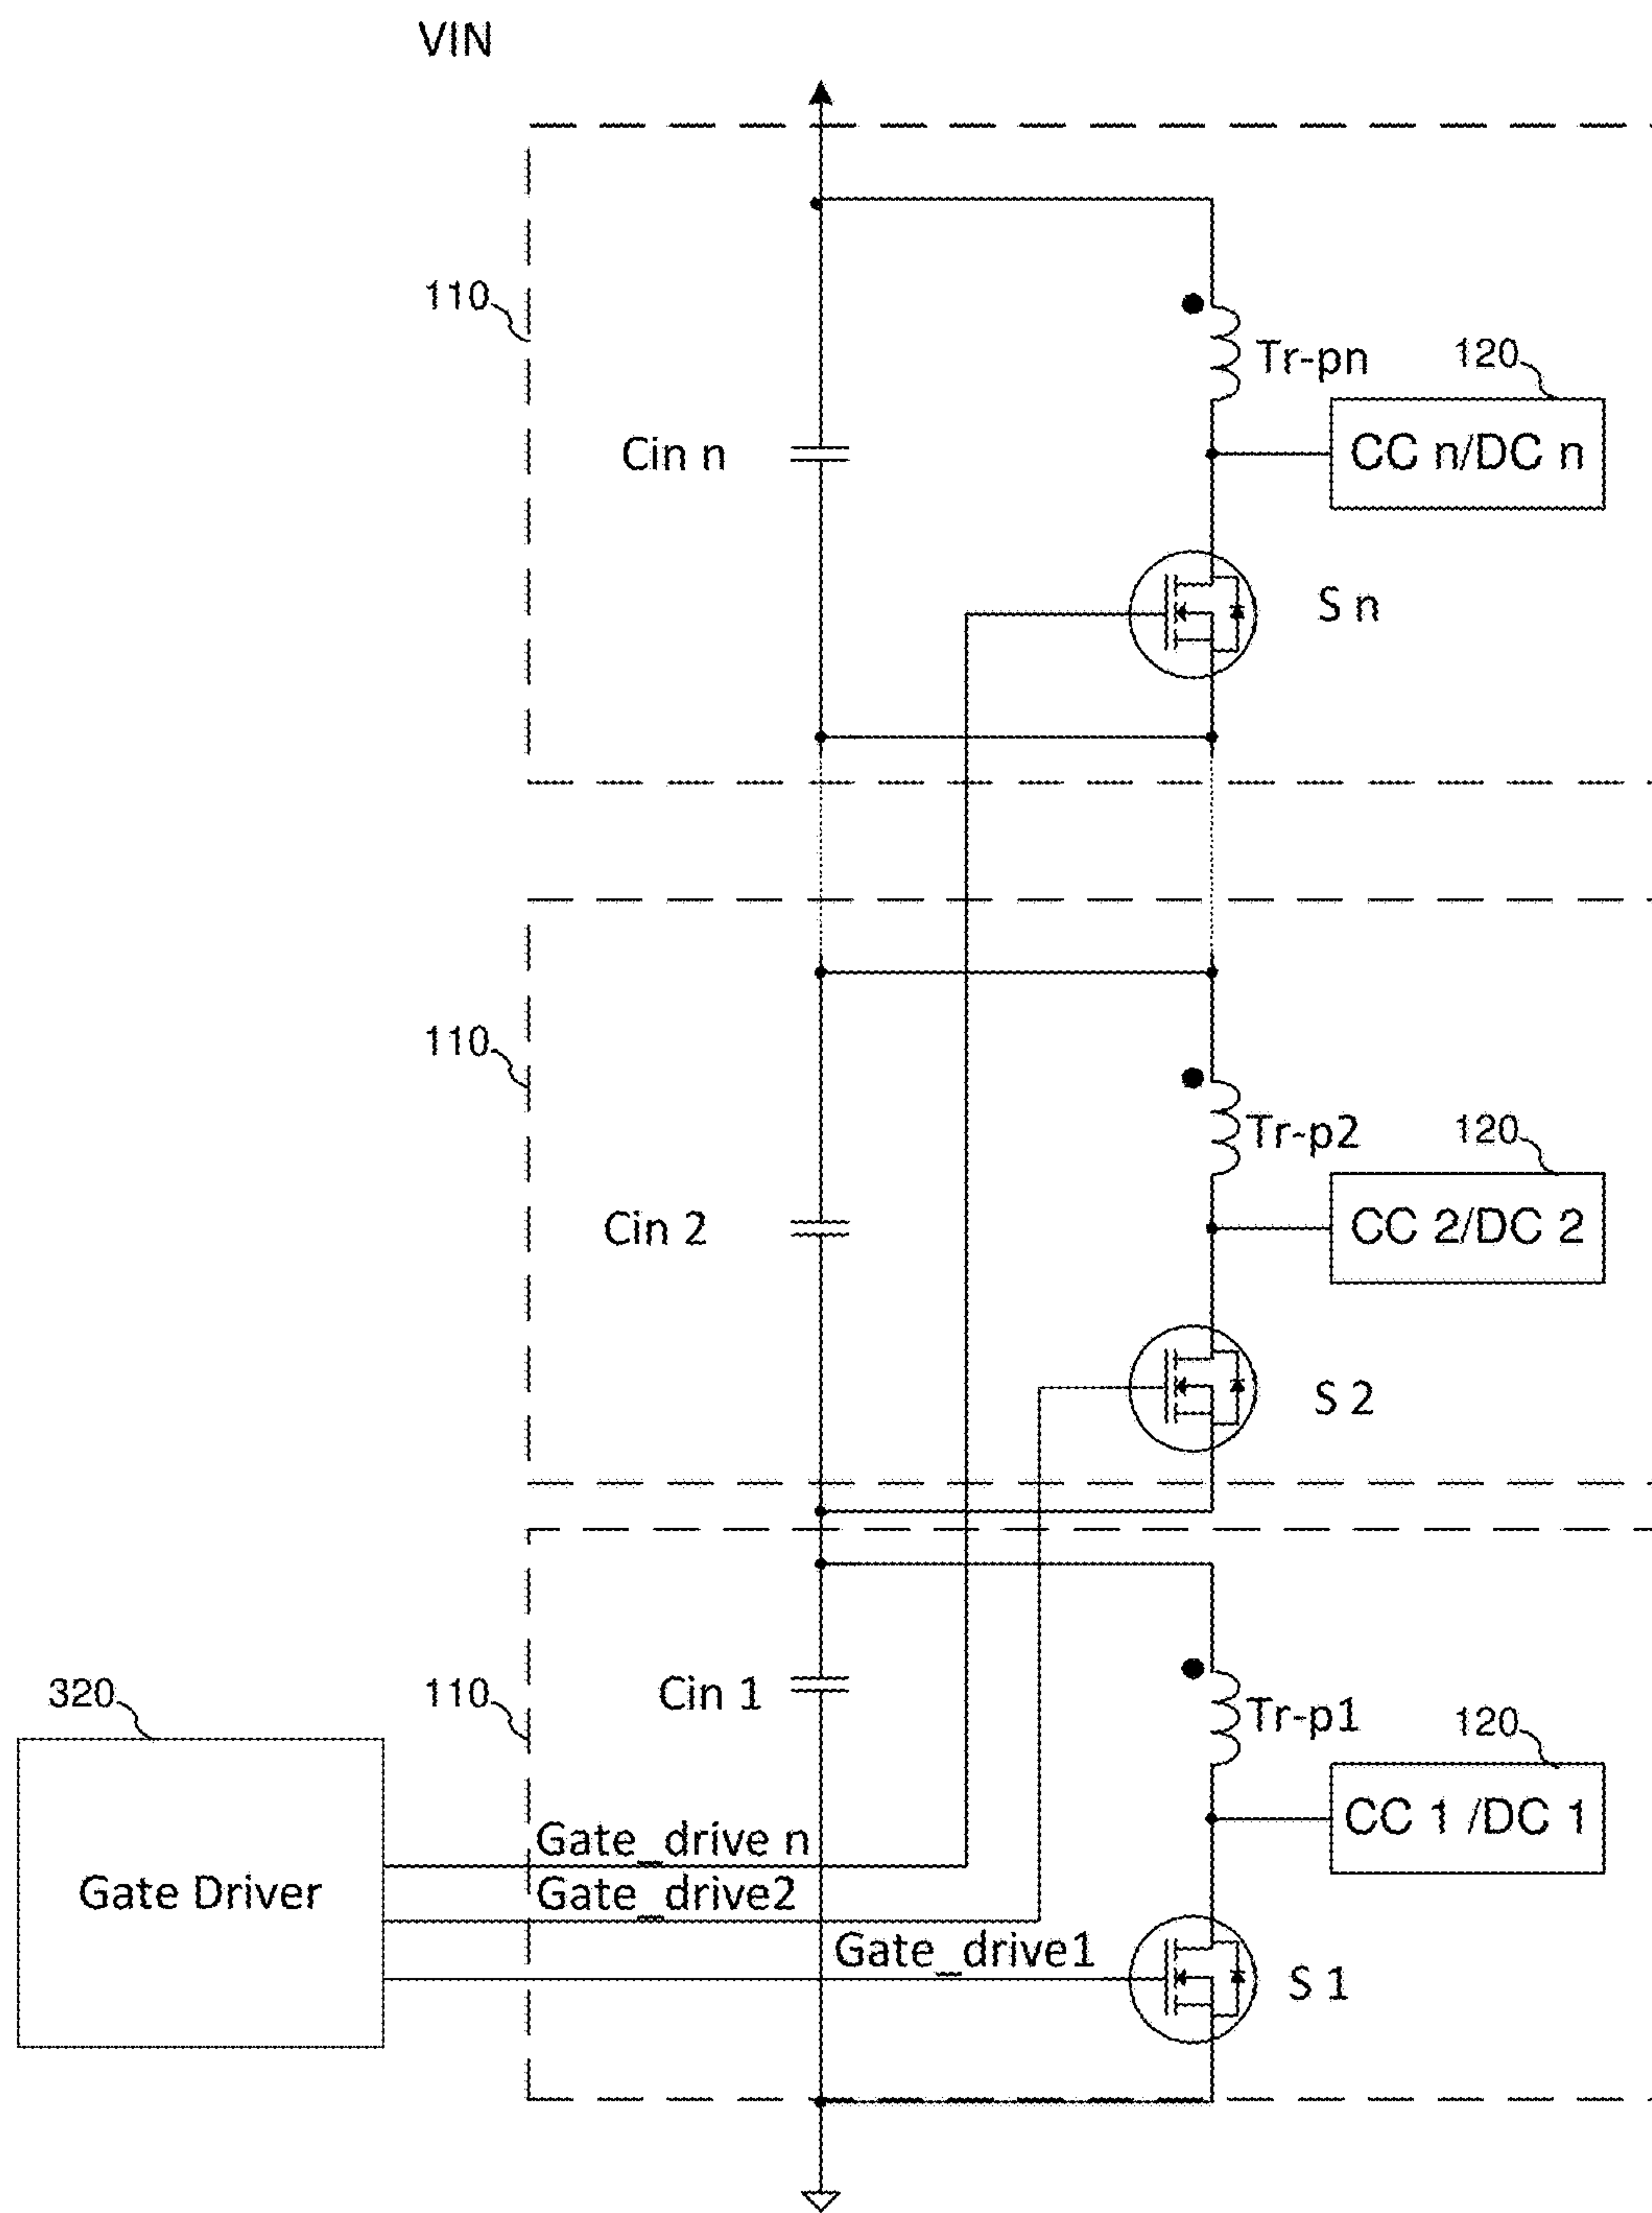 VIN
110
Tr-pn
120
Cin n
CC n/DC n
S n
110
Tr-p2
120
Cin 2
CC 2/DC 2
S 2
320
110
Cin 1
Tr-p1
120
CC 1 /DC 1
Gate_drive n
Gate Driver
Gate_drive2
Gate_drive1
S 1